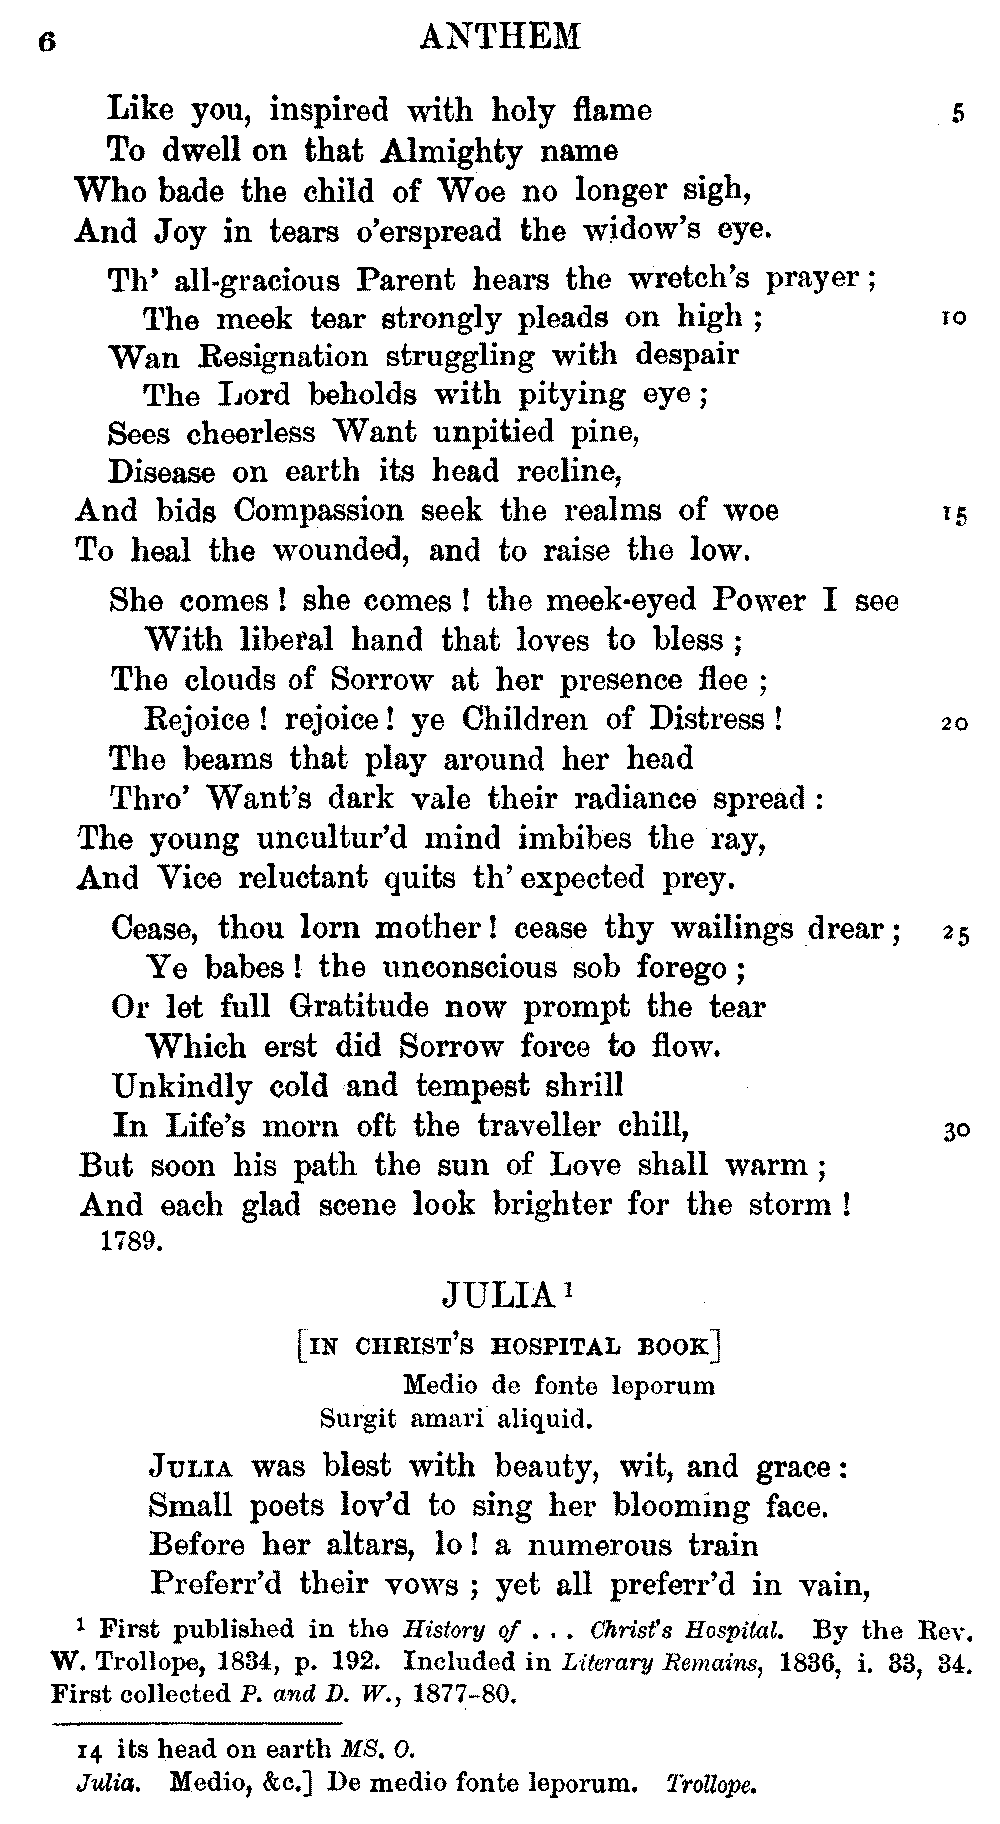 6 ANTHEM
Like you, inspired with holy flame 5
To dwell on that Almighty name
Who bade the child of Woe no longer sigh,
And Joy in tears o'erspread the widow's eye.
Th' all-gracious Parent hears the wretch's prayer ;
The meek tear strongly pleads on high ; 10
Wan Resignation struggling with despair
The Lord beholds with pitying eye ;
Sees cheerless Want unpitied pine,
Disease on earth its head recline,
And bids Compassion seek the realms of woe 15
To heal the wounded, and to raise the low.
She comes ! she comes ! the meek-eyed Power I see
With liberal hand that loves to bless ;
The clouds of Sorrow at her presence flee ;
Rejoice ! rejoice ! ye Children of Distress ! 20
The beams that play around her head
Thro' Want's dark vale their radiance spread :
The young uncultur'd mind imbibes the ray,
And Vice reluctant quits th' expected prey.
Cease, thou lorn mother ! cease thy wailings drear ; 25
Ye babes ! the unconscious sob forego ;
Or let full Gratitude now prompt the tear
Which erst did Sorrow force to flow.
Unkindly cold and tempest shrill
In Life's morn oft the traveller chill, 30
But soon his path the sun of Love shall warm ;
And each glad scene look brighter for the storm !
1789.
JULIA ¹
[IN CHRIST'S HOSPITAL BOOK]
Medio de fonte leporum
Surgit amari aliquid.
JULIA was blest with beauty, wit, and grace :
Small poets lov'd to sing her blooming face.
Before her altars, lo ! a numerous train
Preferr'd their vows ; yet all preferr'd in vain,
¹ First published in the History of . . . Christ's Hospital. By the Rev.
W. Trollope, 1834, p. 192. Included in Literary Remains, 1836, i. 33, 34.
First collected P. and D. W., 1877-80.
14 its head on earth MS. O.
Julia. Medio, &c.] De medio fonte leporum. Trollope.